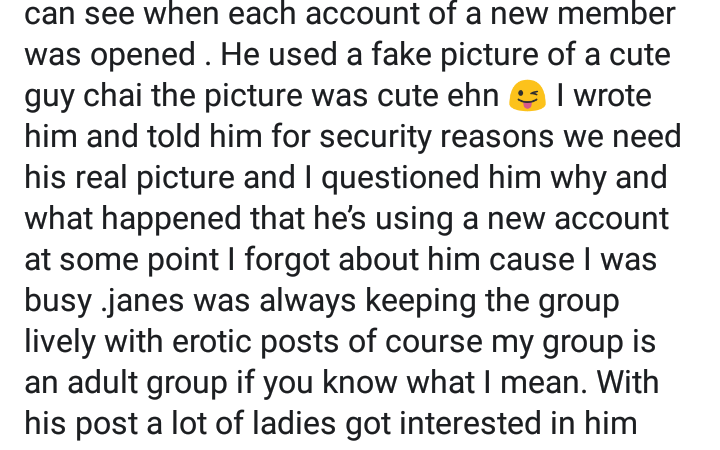 can see when each account of a new member
was opened . He used a fake picture of a cute
guy chai the picture was cute ehn 😜 I wrote
him and told him for security reasons we need
his real picture and I questioned him why and
what happened that he’s using a new account
at some point I forgot about him cause I was
busy .janes was always keeping the group
lively with erotic posts of course my group is
an adult group if you know what I mean. With
his post a lot of ladies got interested in him